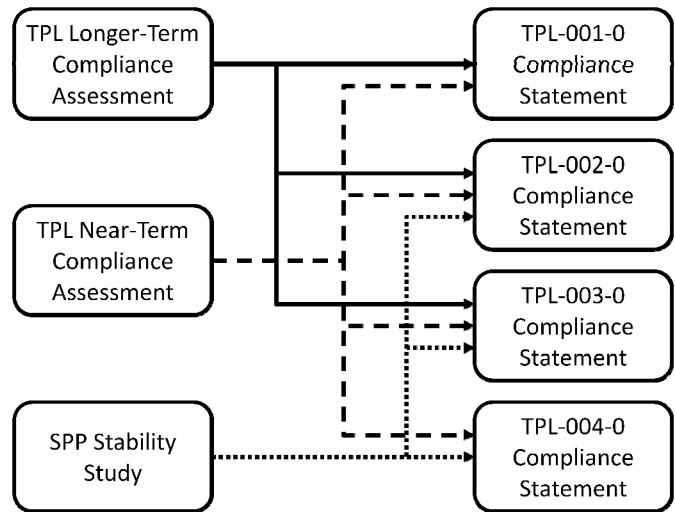 TPL Longer-Term
Compliance
Assessment
TPL Near-Term
Compliance
Assessment
SPP Stability
Study
TPL-001-0
Compliance
Statement
TPL-002-0
Compliance
Statement
TPL-003-0
Compliance
Statement
TPL-004-0
Compliance
Statement